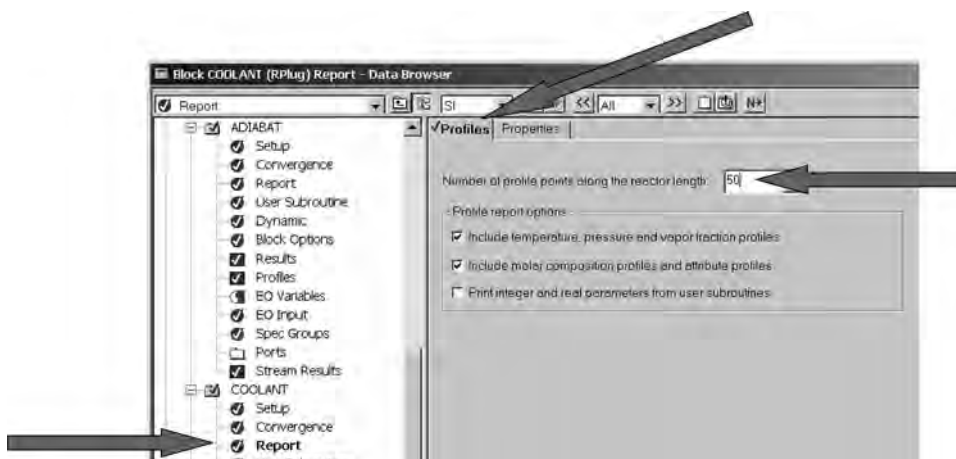 Block COOLANT (RPlug) Report - Data Browser
Report SI << All >> N>
ADIABAT
Setup
Convergence
Report
User Subroutine
Dynamic
Block Options
Results
Profiles
EO Variables
EO Input
Spec Groups
Ports
Stream Results
COOLANT
Setup
Convergence
Report
Profiles Properties
Number of profile points along the reactor length: 50
Profile report options
Include temperature, pressure and vapor fraction profiles
Include molar composition profiles and attribute profiles
Print integer and real parameters from user subroutines